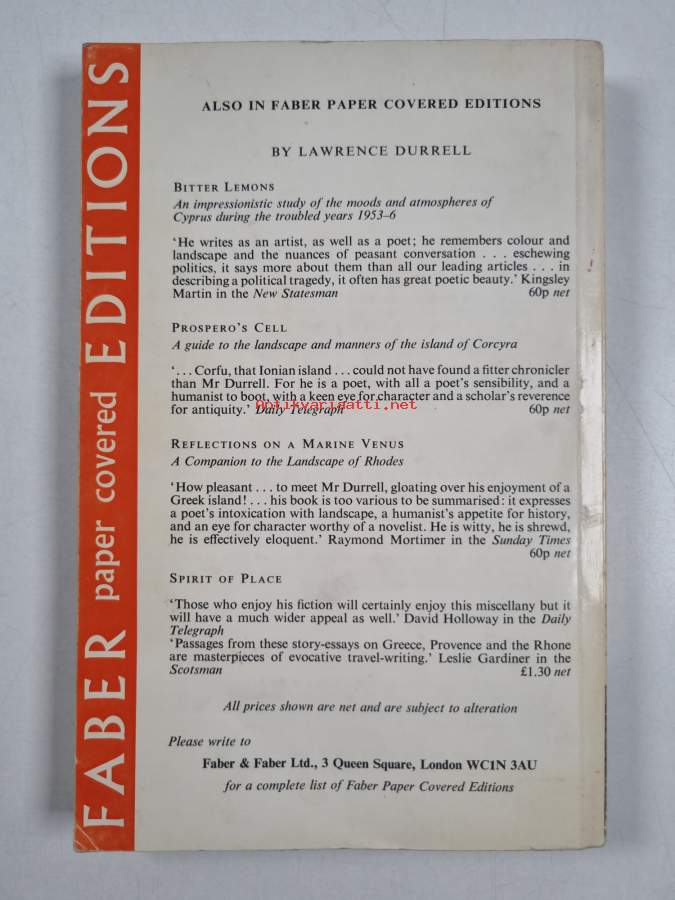 FABER paper covered EDITIONS
ALSO IN FABER PAPER COVERED EDITIONS
BY LAWRENCE DURRELL
BITTER LEMONS
An impressionistic study of the moods and atmospheres of
Cyprus during the troubled years 1953–6
‘He writes as an artist, as well as a poet; he remembers colour and
landscape and the nuances of peasant conversation . . . eschewing
politics, it says more about them than all our leading articles . . . in
describing a political tragedy, it often has great poetic beauty.’ Kingsley
Martin in the New Statesman 60p net
PROSPERO’S CELL
A guide to the landscape and manners of the island of Corcyra
‘. . . Corfu, that Ionian island . . . could not have found a fitter chronicler
than Mr Durrell. For he is a poet, with all a poet’s sensibility, and a
humanist to boot, with a keen eye for character and a scholar’s reverence
for antiquity.’ Daily Telegraph 60p net
Antikvariaatti.net
REFLECTIONS ON A MARINE VENUS
A Companion to the Landscape of Rhodes
‘How pleasant . . . to meet Mr Durrell, gloating over his enjoyment of a
Greek island! . . . his book is too various to be summarised: it expresses
a poet’s intoxication with landscape, a humanist’s appetite for history,
and an eye for character worthy of a novelist. He is witty, he is shrewd,
he is effectively eloquent.’ Raymond Mortimer in the Sunday Times
60p net
SPIRIT OF PLACE
‘Those who enjoy his fiction will certainly enjoy this miscellany but it
will have a much wider appeal as well.’ David Holloway in the Daily
Telegraph
‘Passages from these story-essays on Greece, Provence and the Rhone
are masterpieces of evocative travel-writing.’ Leslie Gardiner in the
Scotsman £1.30 net
All prices shown are net and are subject to alteration
Please write to
Faber & Faber Ltd., 3 Queen Square, London WC1N 3AU
for a complete list of Faber Paper Covered Editions